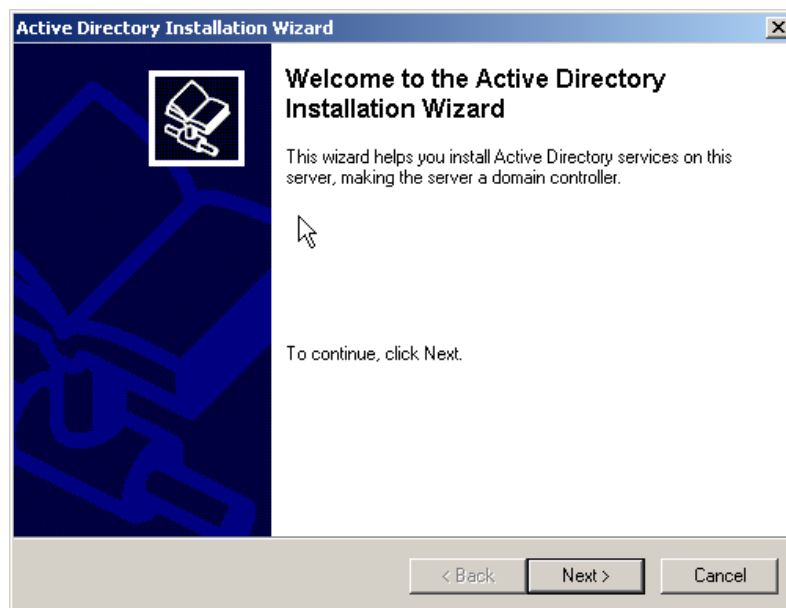 Active Directory Installation Wizard
Welcome to the Active Directory
Installation Wizard
This wizard helps you install Active Directory services on this
server, making the server a domain controller.
To continue, click Next.
< Back
Next >
Cancel